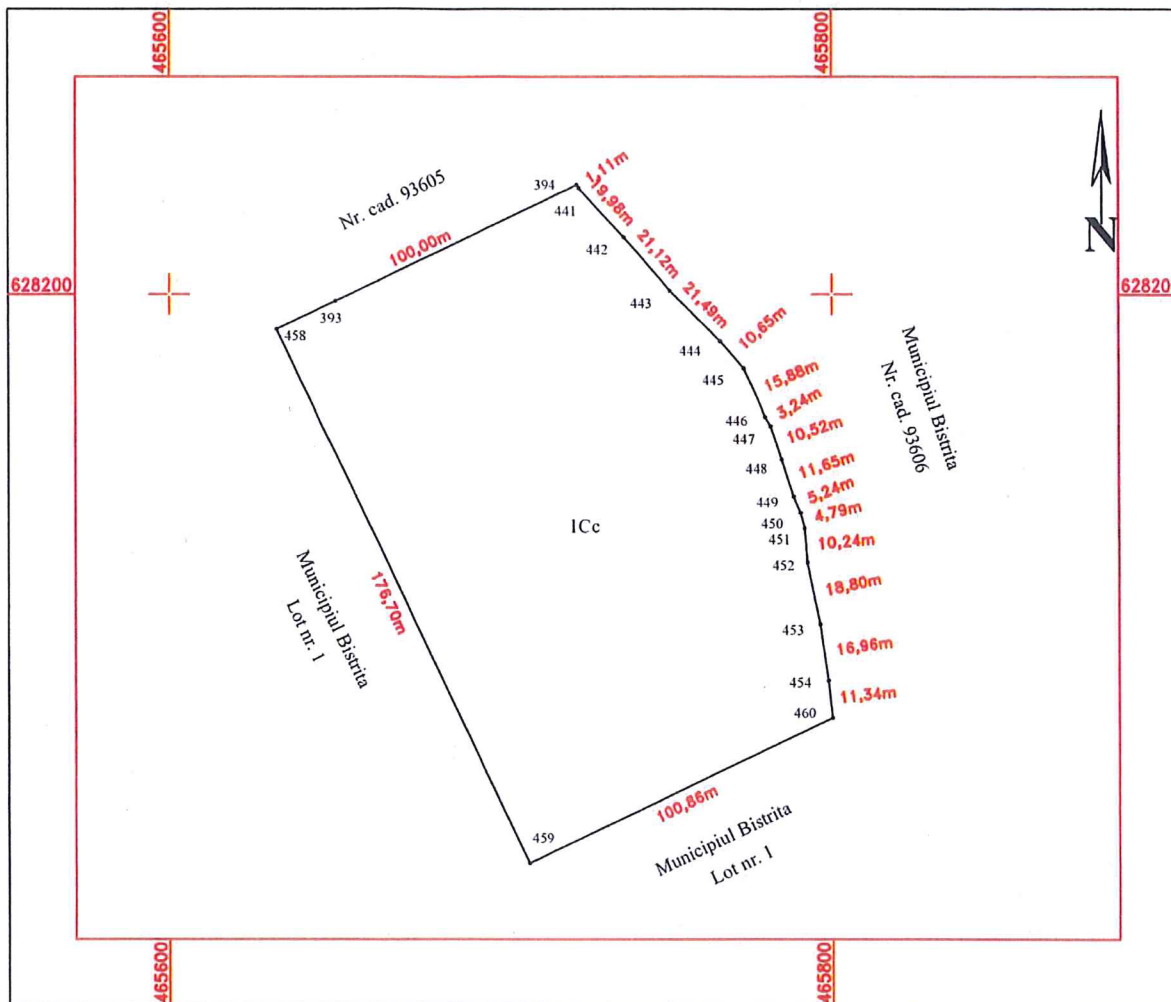 465600
465800
N
628200
62820
Nr. cad. 93605
394
1,11m
441
19,98m
100,00m
442
21,12m
443
21,49m
393
458
444
10,65m
445
15,88m
Municipiul Bistrita
Nr. cad. 93606
446
3,24m
447
10,52m
448
11,65m
449
5,24m
450
4,79m
451
10,24m
1Cc
452
18,80m
176,70m
Municipiul Bistrita
Lot nr. 1
453
16,96m
454
11,34m
460
100,86m
459
Municipiul Bistrita
Lot nr. 1
465600
465800